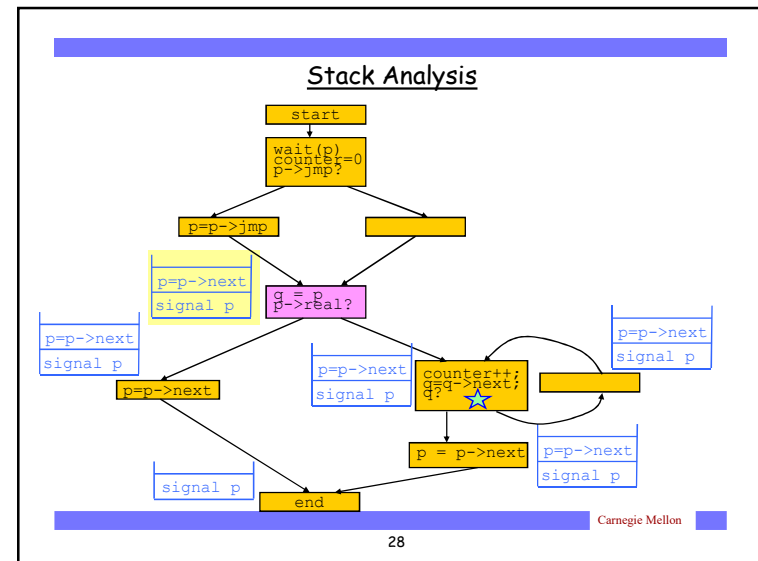 Stack Analysis
start
wait(p)
counter=0
p->jmp?
p=p->jmp
p=p->next
signal p
q = p
p->real?
p=p->next
signal p
p=p->next
signal p
p=p->next
signal p
counter++;
q=q->next;
q?
p=p->next
p = p->next
p=p->next
signal p
signal p
end
Carnegie Mellon
28